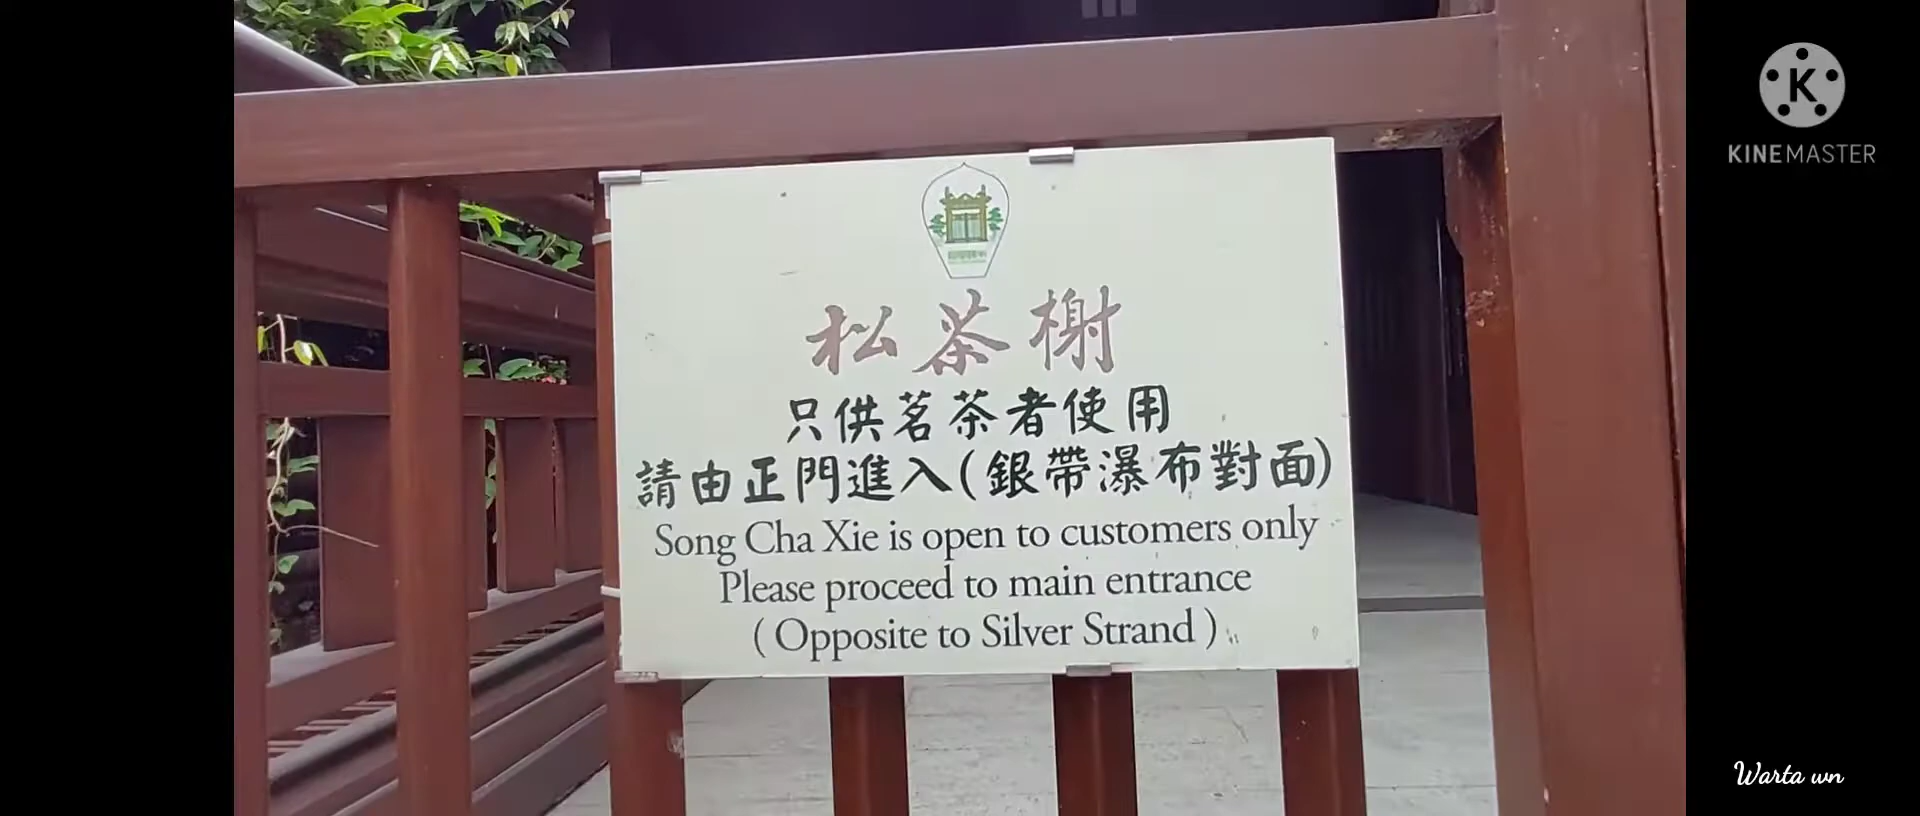 松茶榭
只供茗茶者使用
請由正門進入(銀帶瀑布對面)
Song Cha Xie is open to customers only
Please proceed to main entrance
( Opposite to Silver Strand )
K
KINEMASTER
Warta wn